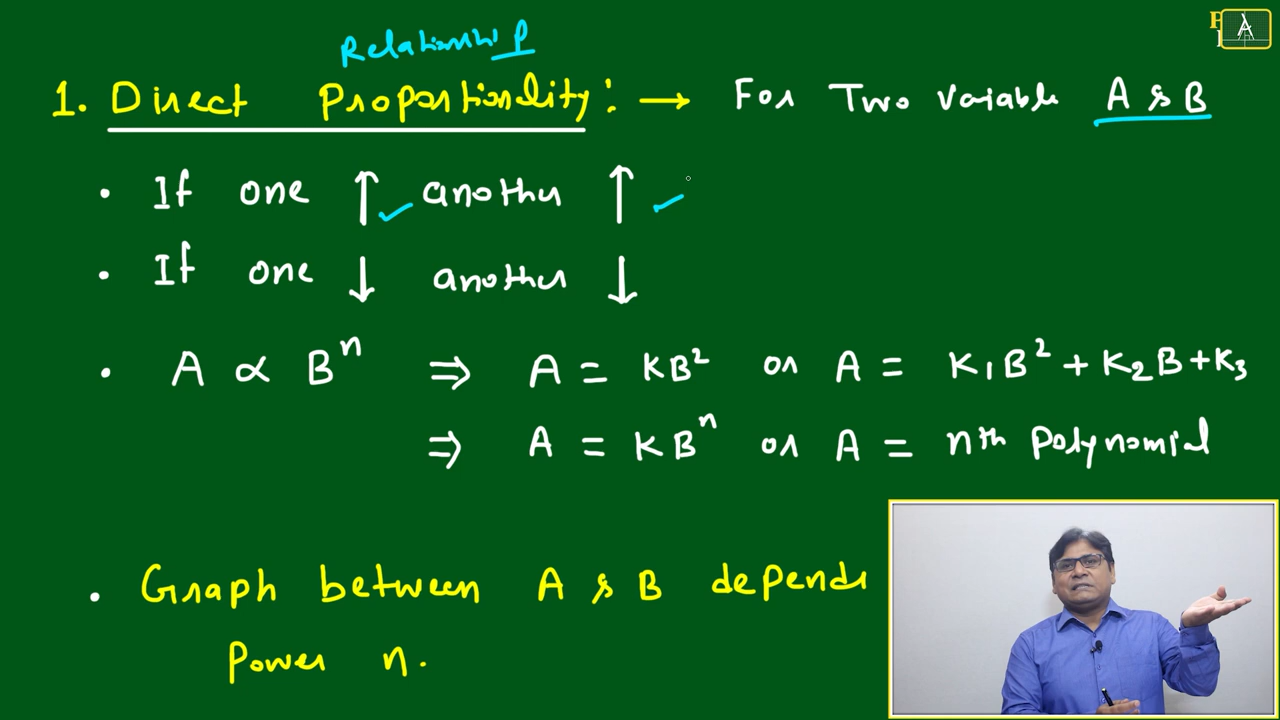 Relationship
1. Direct Proportionality: → For Two variable A & B
• If one ↑ another ↑
• If one ↓ another ↓
• A ∝ Bⁿ ⇒ A = KB² or A = K₁B² + K₂B + K₃
⇒ A = KBⁿ or A = nth polynomial
• Graph between A & B depends
Power n.